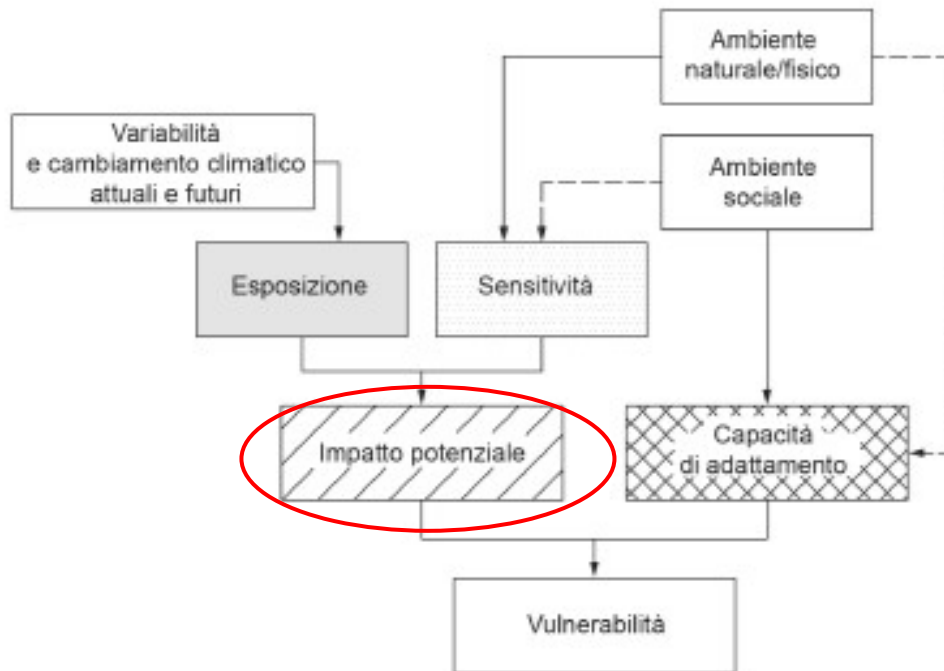 Ambiente
naturale/fisico
Variabilità
e cambiamento climatico
attuali e futuri
Ambiente
sociale
Esposizione
Sensitività
Impatto potenziale
Capacità
di adattamento
Vulnerabilità